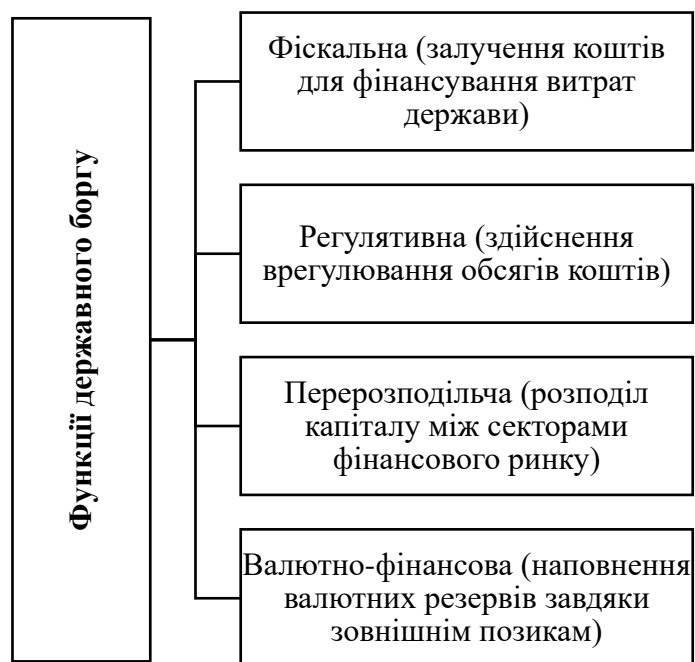 Функції державного боргу
Фіскальна (залучення коштів
для фінансування витрат
держави)
Регулятивна (здійснення
врегулювання обсягів коштів)
Перерозподільча (розподіл
капіталу між секторами
фінансового ринку)
Валютно-фінансова (наповнення
валютних резервів завдяки
зовнішнім позикам)